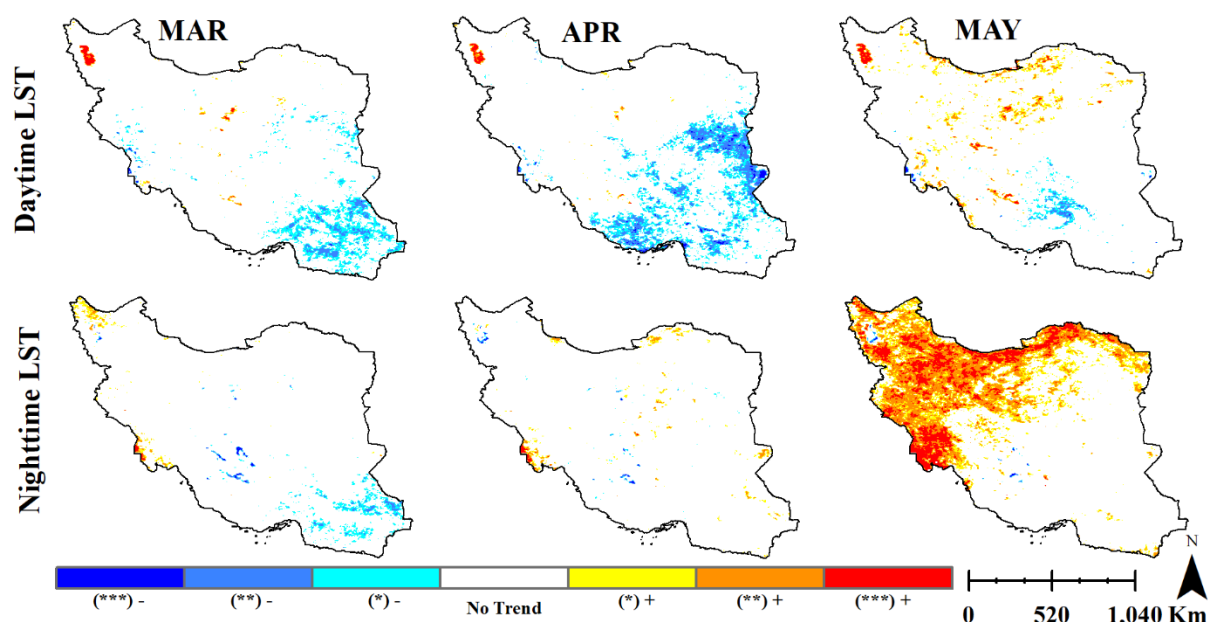 MAR
APR
MAY
Daytime LST
Nighttime LST
N
(***) -
(**) -
(*) -
No Trend
(*) +
(**) +
(***) +
0
520
1,040 Km